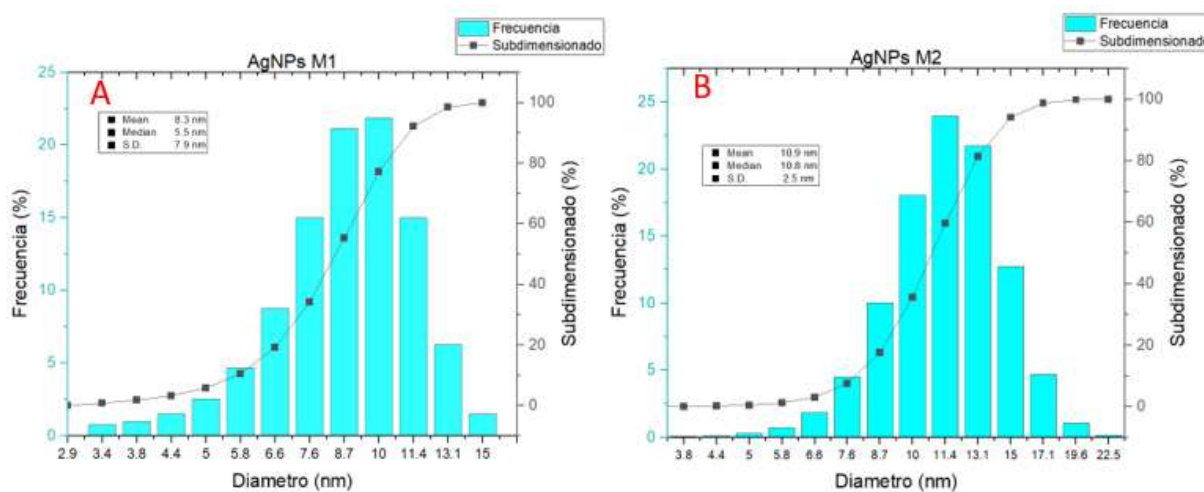 Frecuencia
Subdimensionado
AgNPs M1
A
Mean 8.3 nm
Median 5.5 nm
S.D. 7.9 nm
25
20
15
10
5
0
Frecuencia (%)
100
80
60
40
20
0
Subdimensionado (%)
2.9 3.4 3.8 4.4 5 5.8 6.6 7.6 8.7 10 11.4 13.1 15
Diametro (nm)
Frecuencia
Subdimensionado
AgNPs M2
B
Mean 10.9 nm
Median 10.8 nm
S.D. 2.5 nm
25
20
15
10
5
0
Frecuencia (%)
100
80
60
40
20
0
Subdimensionado (%)
3.8 4.4 5 5.8 6.6 7.6 8.7 10 11.4 13.1 15 17.1 19.6 22.5
Diametro (nm)